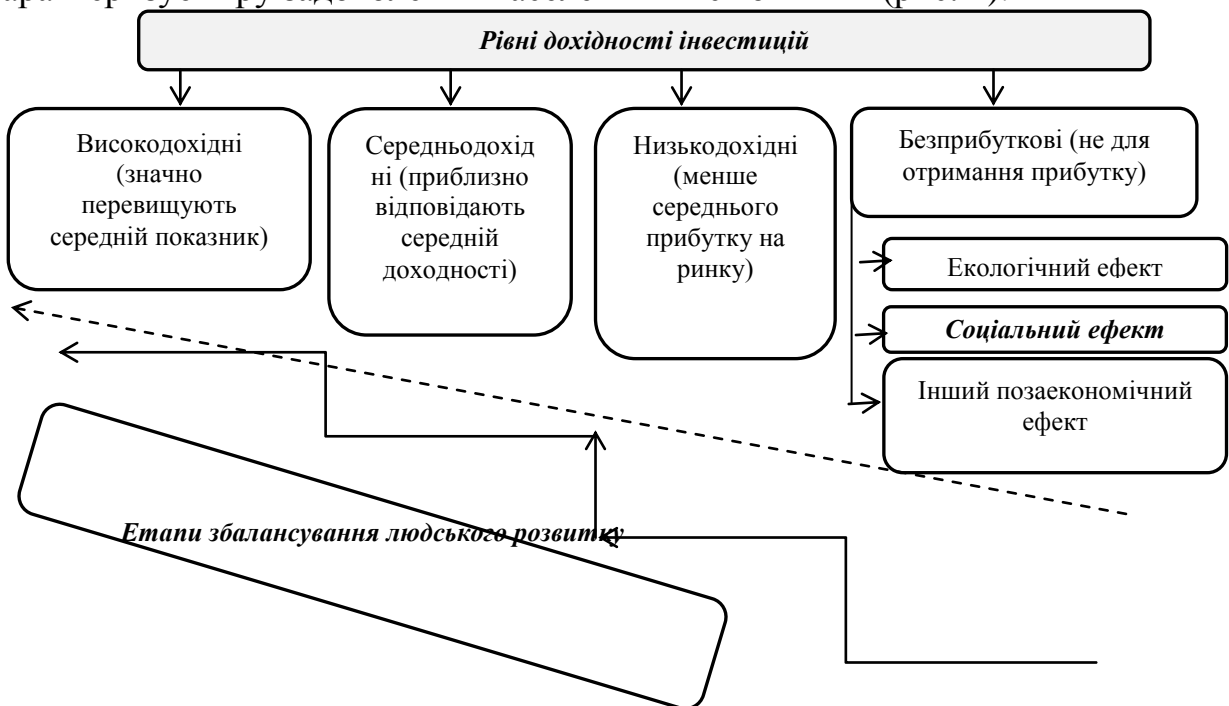 Рівні дохідності інвестицій
Високодохідні
(значно
перевищують
середній показник)
Середньодохід
ні (приблизно
відповідають
середній
доходності)
Низькодохідні
(менше
середнього
прибутку на
ринку)
Безприбуткові (не для
отримання прибутку)
Екологічний ефект
Соціальний ефект
Інший позаекономічний
ефект
Етапи збалансування людського розвитку